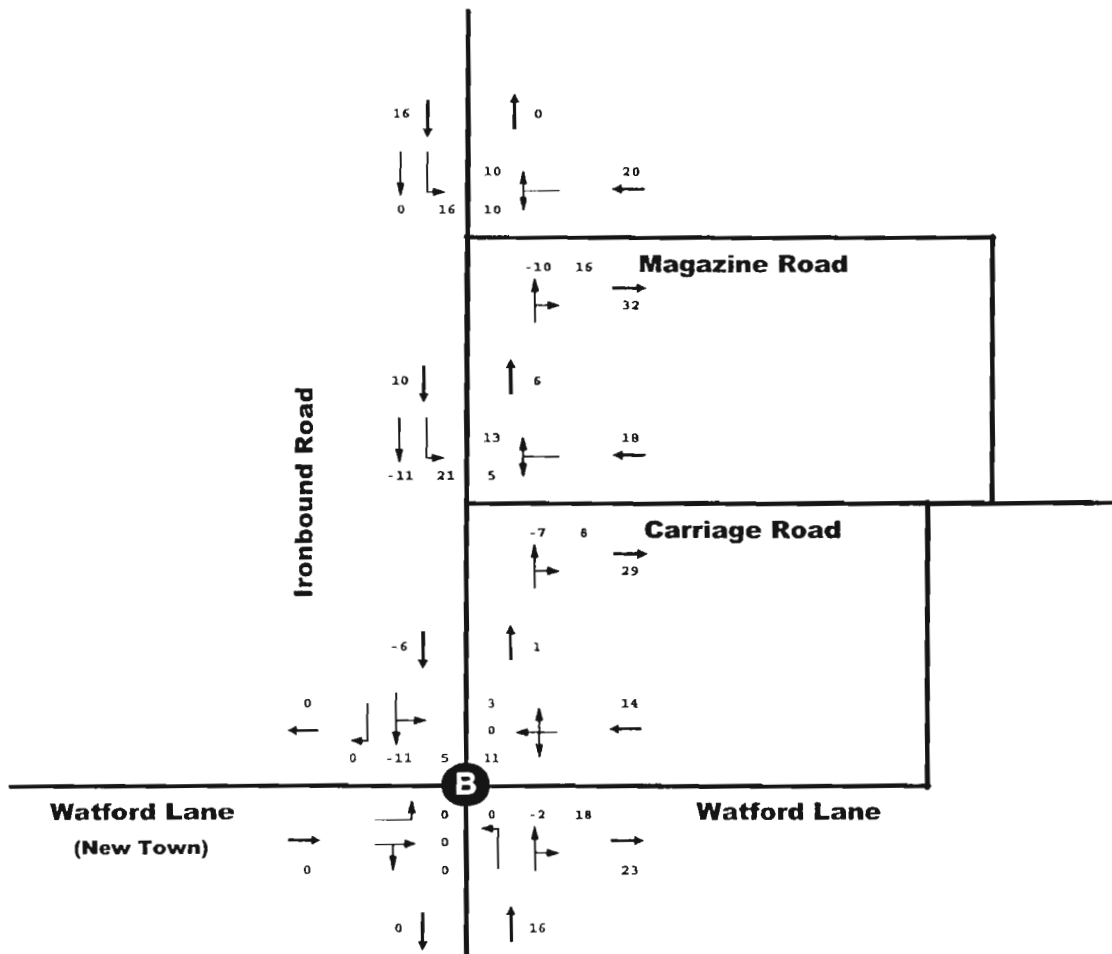 16 0
10 20
0 16 10
Magazine Road
-10 16
32
Ironbound Road
10 6
13 18
-11 21 5
Carriage Road
-7 8
29
-6 1
0 3 14
0
0 -11 5 11
B
Watford Lane
(New Town)
Watford Lane
0 0 -2 18
0
0 0 23
0 16